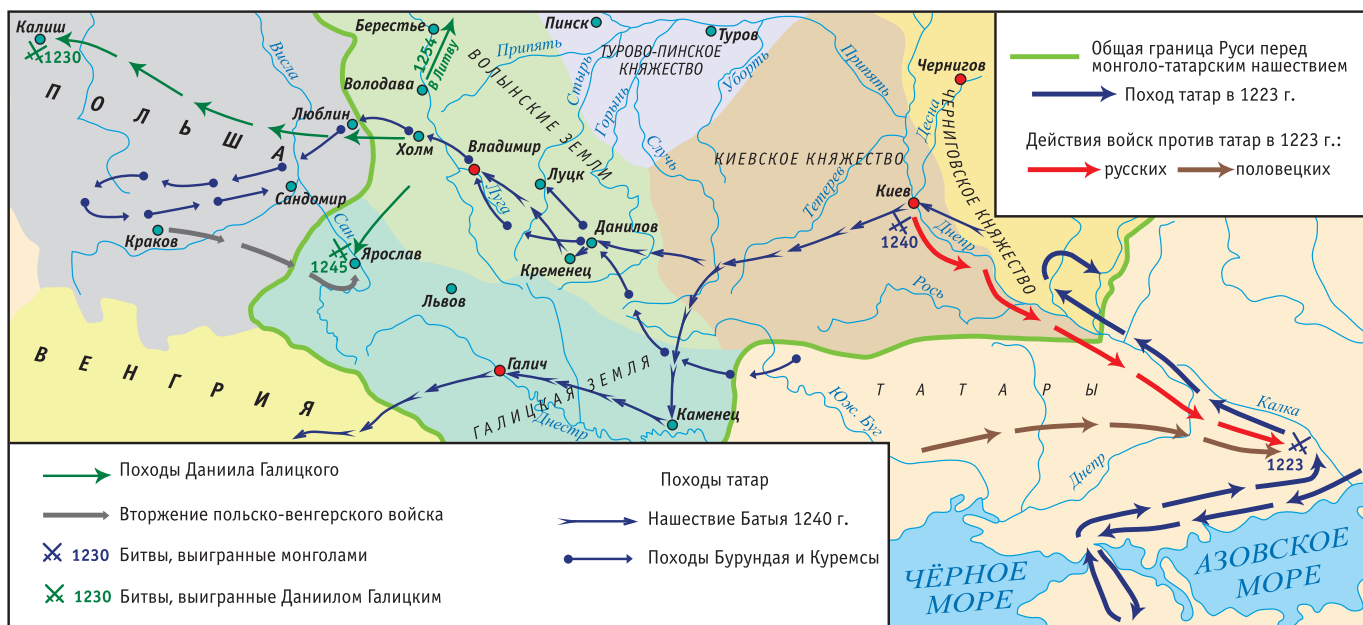 Калиш
1230
Висла
Берестье
1254
В Литву
Пинск
Туров
Припять
ТУРОВО-ПИНСКОЕ
КНЯЖЕСТВО
Стырь
Горынь
Случь
Уборть
Припять
Чернигов
Десна
ЧЕРНИГОВСКОЕ КНЯЖЕСТВО
Володава
ВОЛЫНСКИЕ ЗЕМЛИ
ПОЛЬША
Люблин
Холм
Владимир
Луга
Луцк
КИЕВСКОЕ КНЯЖЕСТВО
Тетерев
Киев
1240
Днепр
Сандомир
Сан
Краков
Данилов
Кременец
Ярослав
1245
Львов
Рось
ВЕНГРИЯ
Галич
ГАЛИЦКАЯ ЗЕМЛЯ
Днестр
Каменец
Юж. Буг
ТАТАРЫ
Днепр
Калка
1223
ЧЁРНОЕ
МОРЕ
АЗОВСКОЕ
МОРЕ
Общая граница Руси перед
монголо-татарским нашествием
Поход татар в 1223 г.
Действия войск против татар в 1223 г.:
русских
половецких
Походы Даниила Галицкого
Вторжение польско-венгерского войска
1230 Битвы, выигранные монголами
1230 Битвы, выигранные Даниилом Галицким
Походы татар
Нашествие Батыя 1240 г.
Походы Бурундая и Куремсы